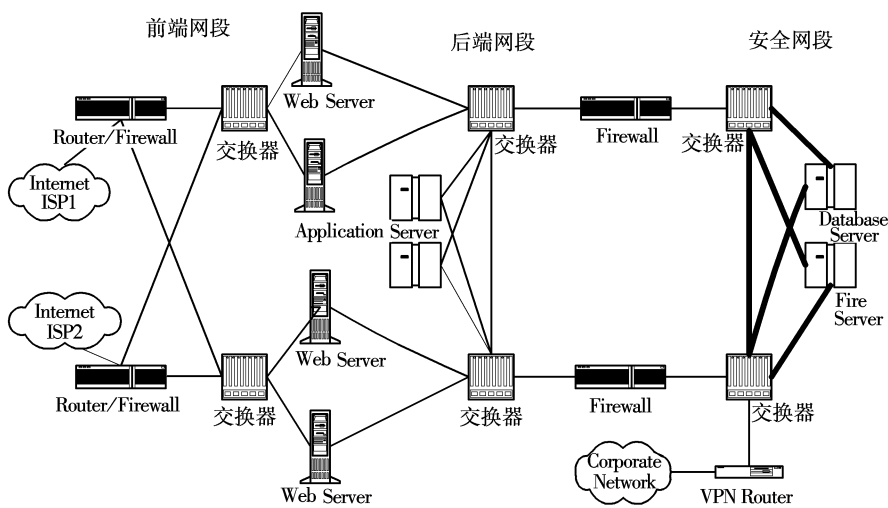 前端网段
后端网段
安全网段
Web Server
Router/Firewall
交换器
交换器
Firewall
交换器
Internet
ISP1
Application Server
Database
Server
Internet
ISP2
Fire
Server
Web Server
Router/Firewall
交换器
Web Server
交换器
Firewall
交换器
Corporate
Network
VPN Router